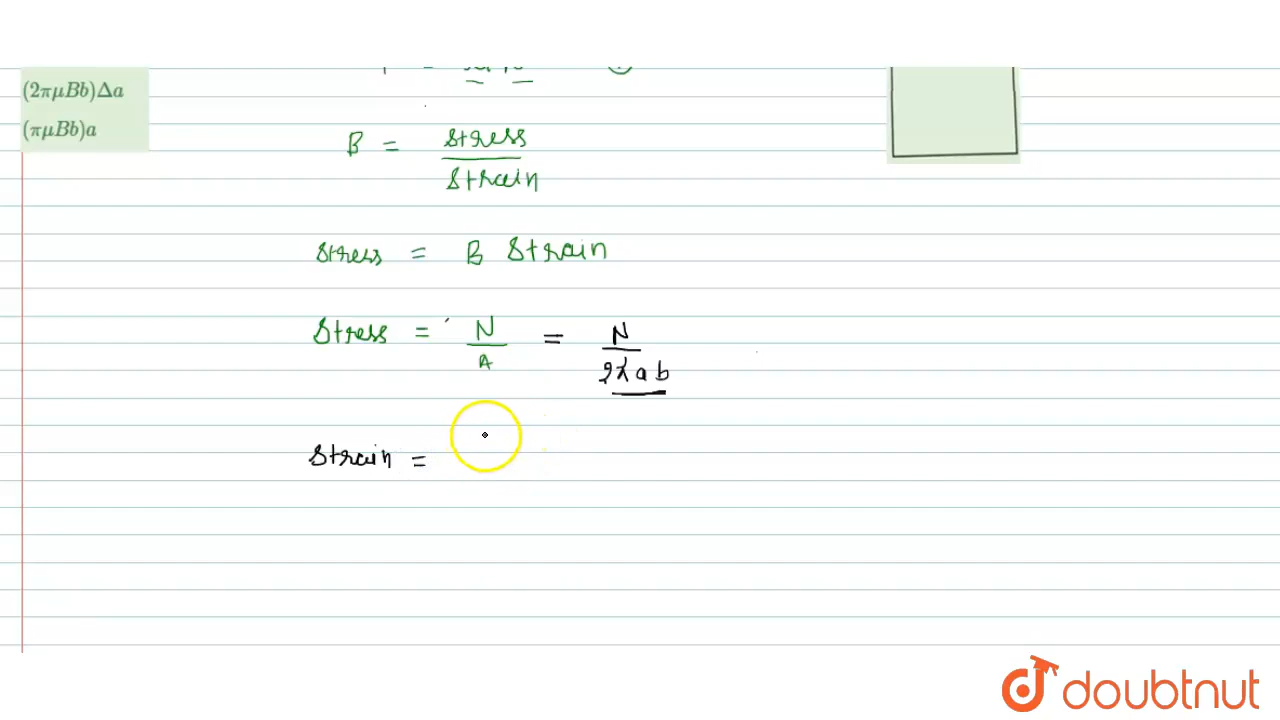 (2πμBb)Δa
(πμBb)a
B = Stress / Strain
Stress = B Strain
Stress = N / A = N / 2πab
Strain =
doubtnut